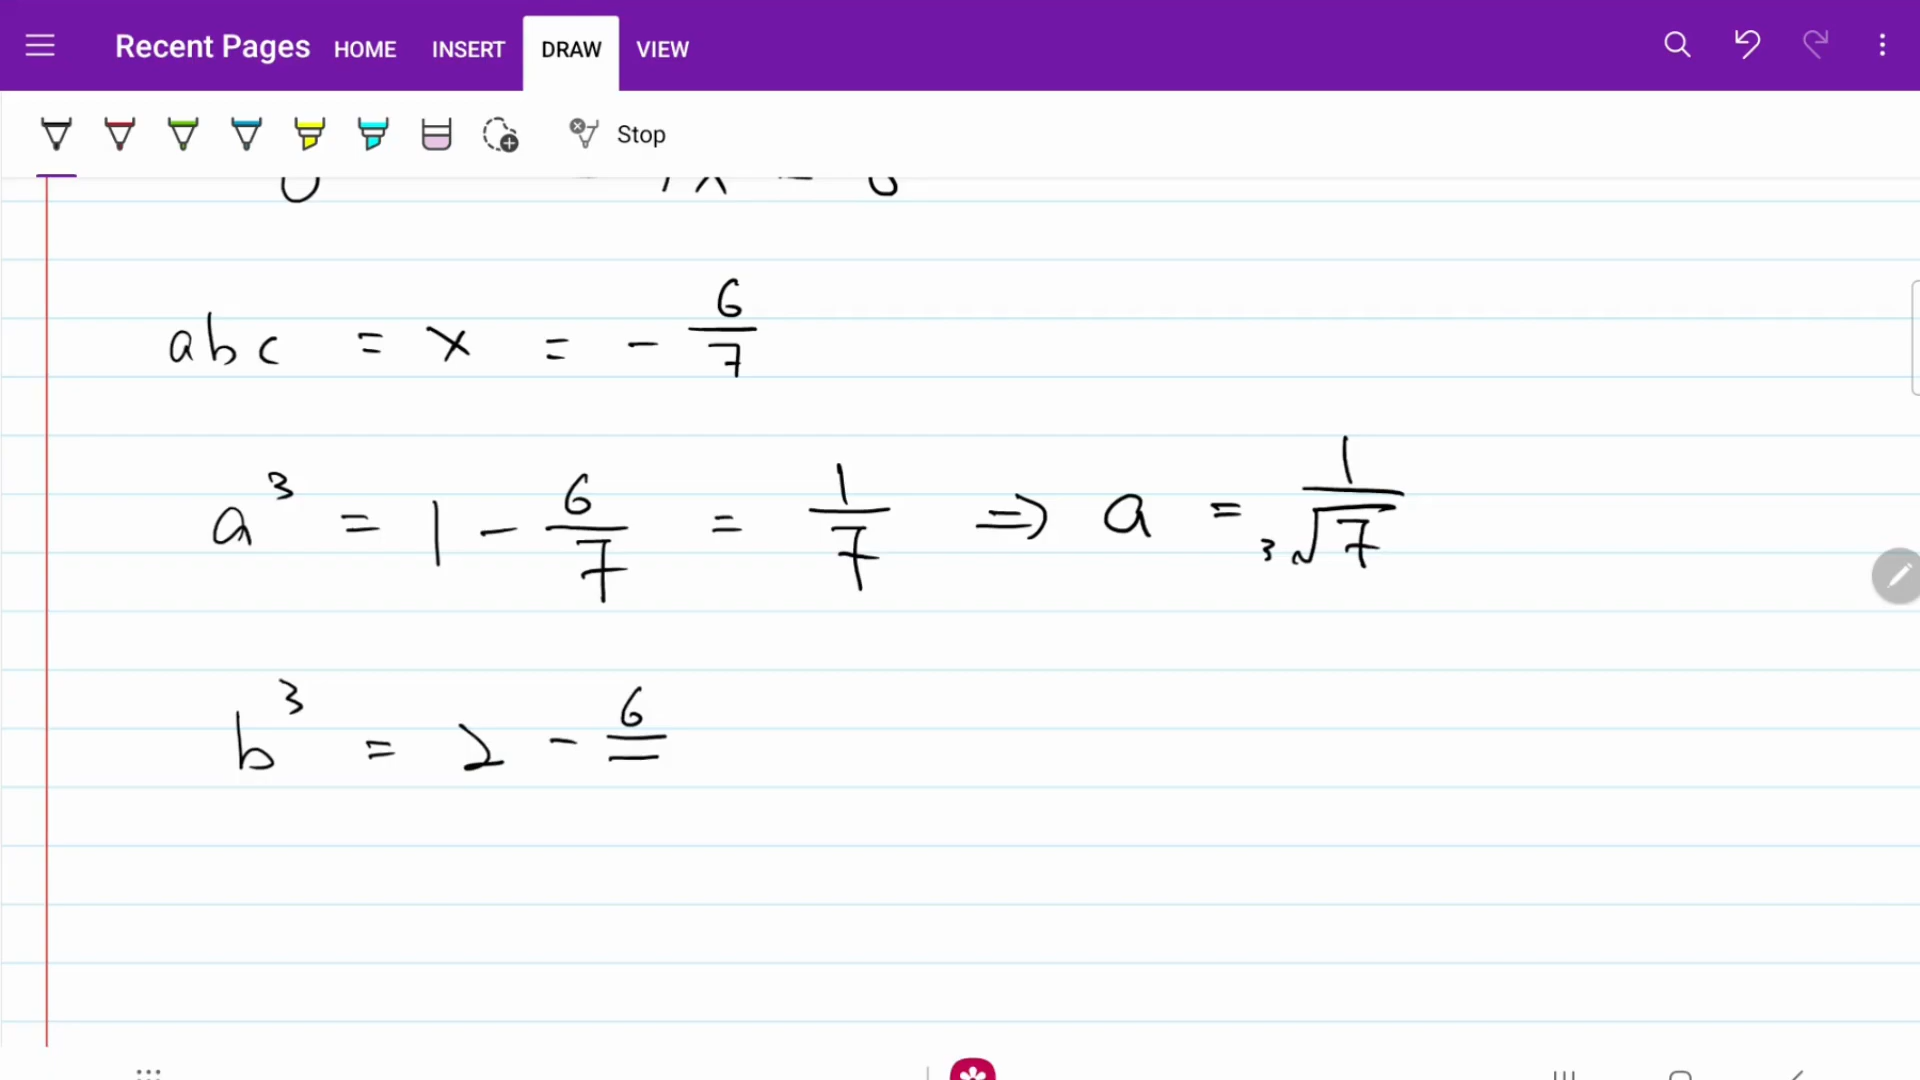 Recent Pages HOME INSERT DRAW VIEW
Stop
abc = x = - 6/7
a³ = 1 - 6/7 = 1/7 ⇒ a = 1/³√7
b³ = 2 - 6/